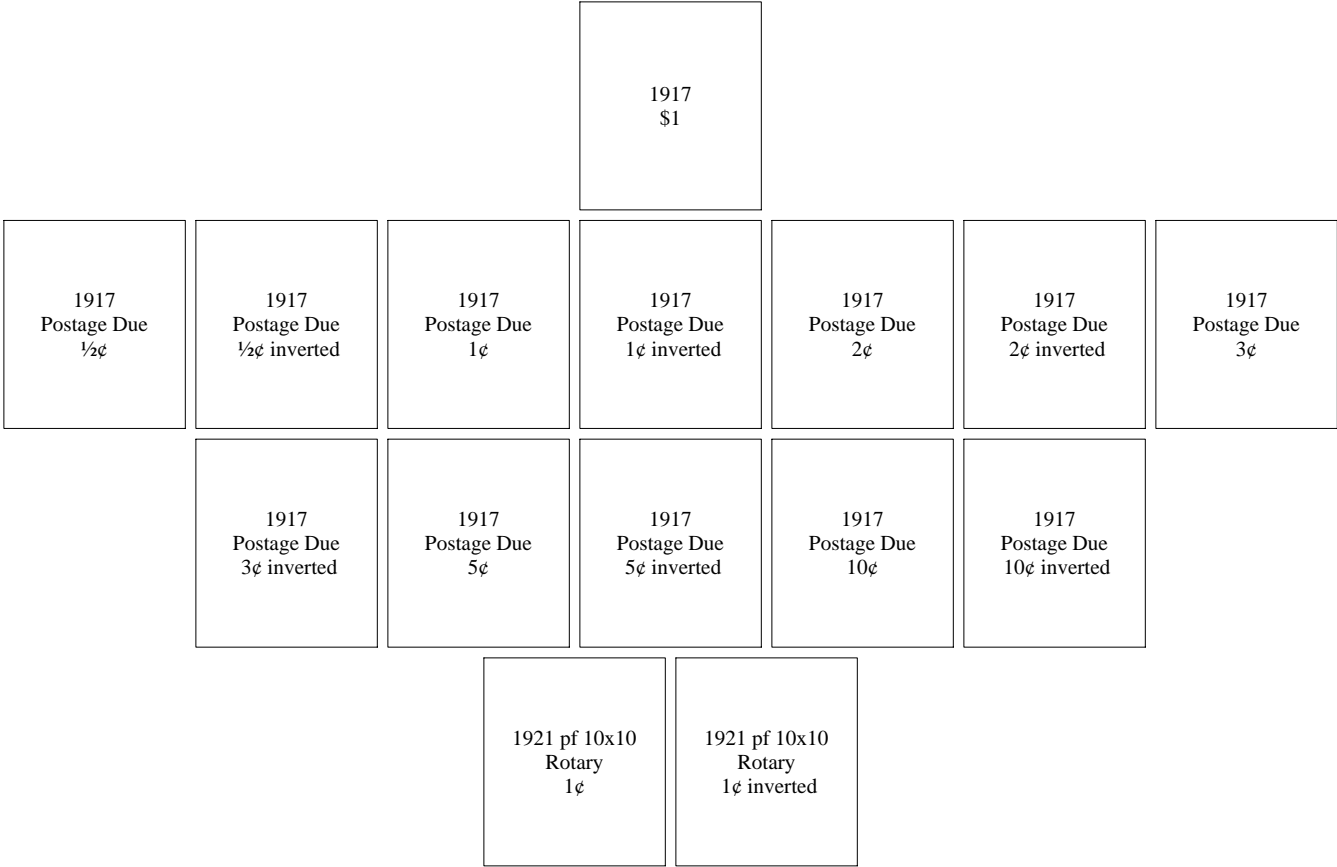 1917
$1
1917
Postage Due
½¢
1917
Postage Due
½¢ inverted
1917
Postage Due
1¢
1917
Postage Due
1¢ inverted
1917
Postage Due
2¢
1917
Postage Due
2¢ inverted
1917
Postage Due
3¢
1917
Postage Due
3¢ inverted
1917
Postage Due
5¢
1917
Postage Due
5¢ inverted
1917
Postage Due
10¢
1917
Postage Due
10¢ inverted
1921 pf 10x10
Rotary
1¢
1921 pf 10x10
Rotary
1¢ inverted